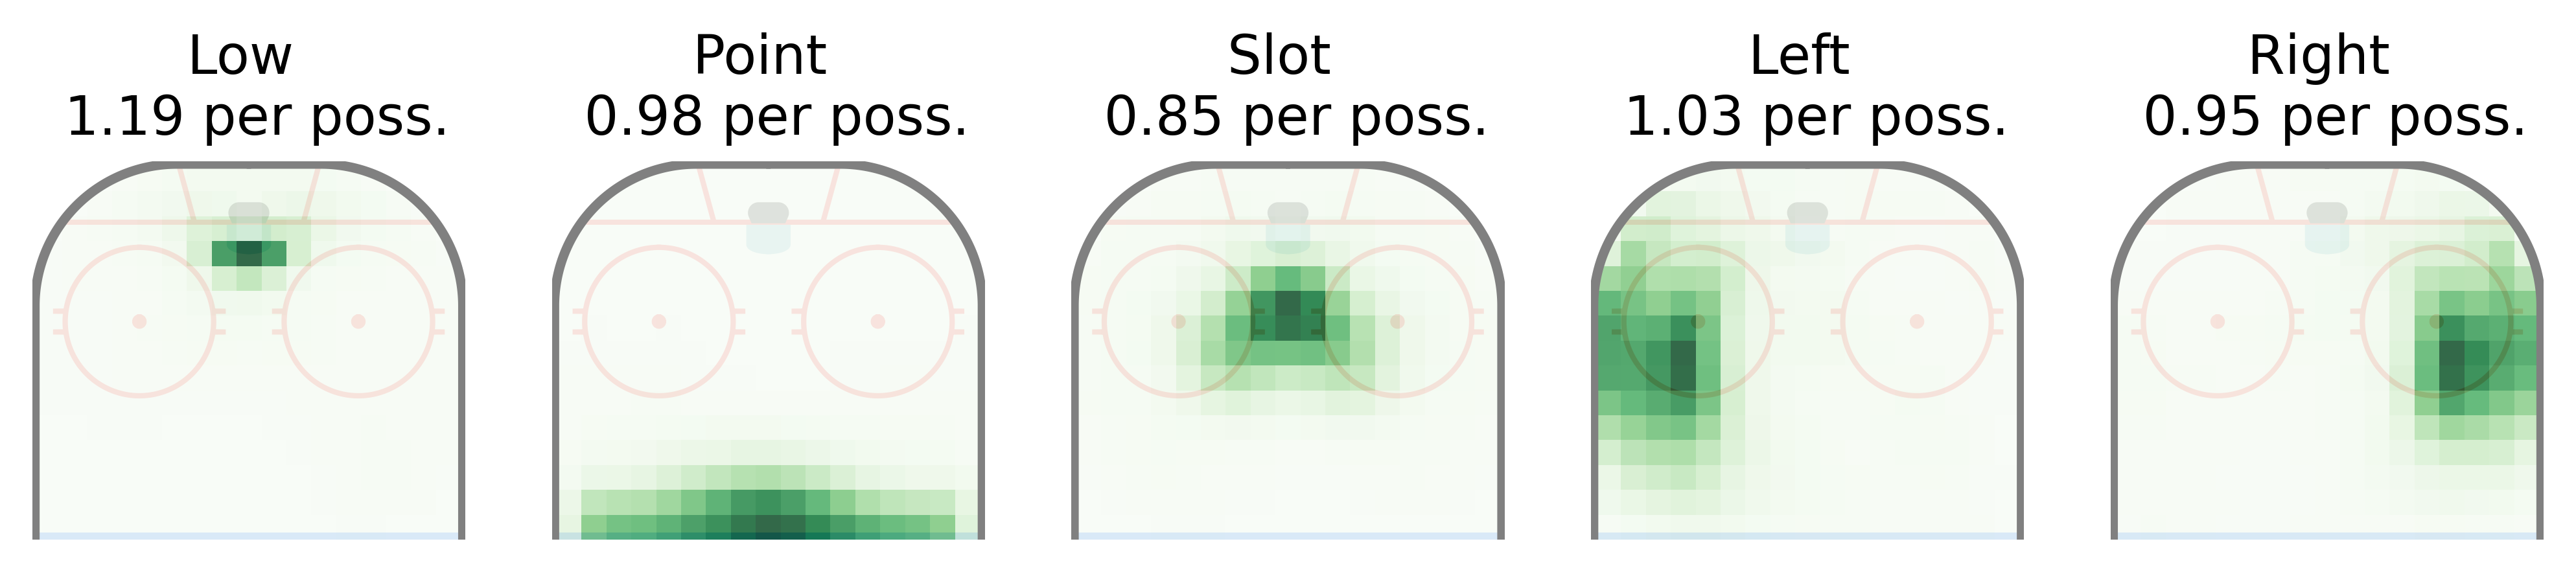 Low
1.19 per poss.
Point
0.98 per poss.
Slot
0.85 per poss.
Left
1.03 per poss.
Right
0.95 per poss.